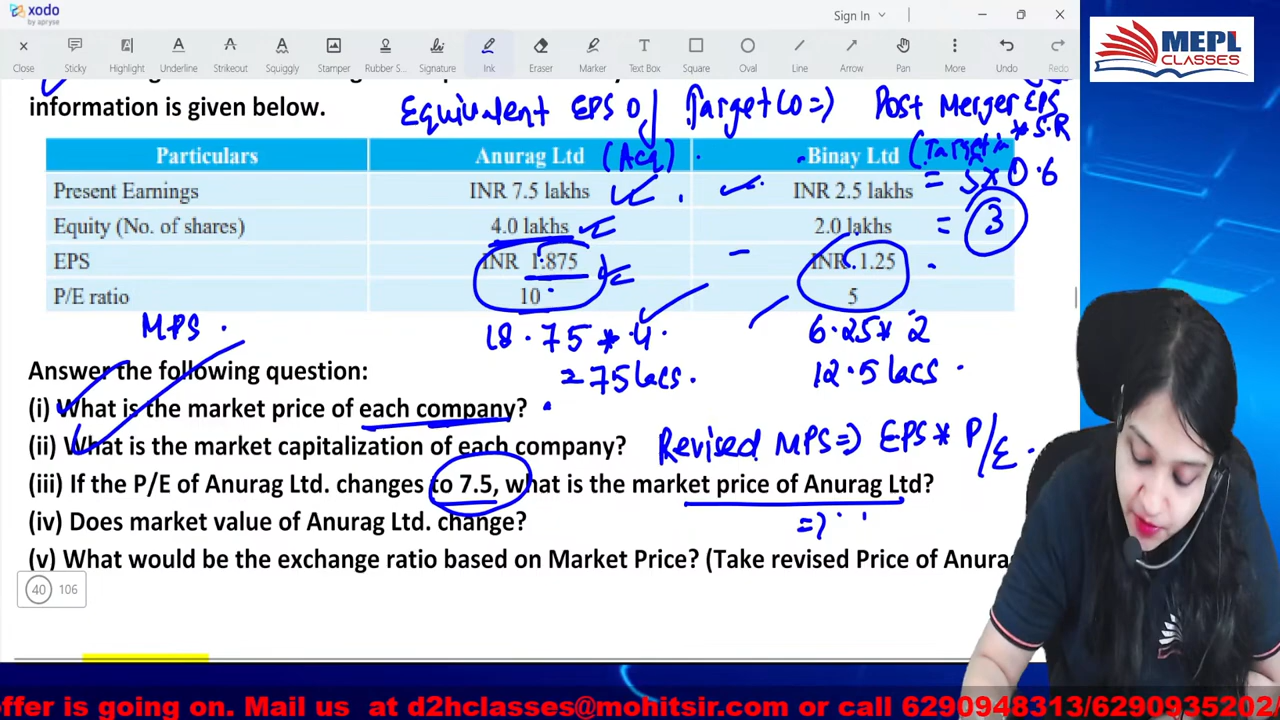 xodo
by apryse
Sign In
Close Sticky Highlight Underline Strikeout Squiggly Stamper Rubber Signature Ink Eraser Marker Text Box Square Oval Line Arrow Pan More Undo Redo
MEPL
CLASSES
information is given below.
Equivalent EPS of Target Co => Post Merger EPS
* S.R
Particulars Anurag Ltd (Acq) Binay Ltd (Target)
Present Earnings INR 7.5 lakhs INR 2.5 lakhs = 5 x 0.6
Equity (No. of shares) 4.0 lakhs 2.0 lakhs = 3
EPS INR 1.875 INR 1.25
P/E ratio 10 5
MPS 18.75 * 4 6.25 * 2
= 75 lacs. 12.5 lacs
Answer the following question:
(i) What is the market price of each company?
(ii) What is the market capitalization of each company?
Revised MPS => EPS * P/E
(iii) If the P/E of Anurag Ltd. changes to 7.5, what is the market price of Anurag Ltd?
=>
(iv) Does market value of Anurag Ltd. change?
(v) What would be the exchange ratio based on Market Price? (Take revised Price of Anura
40 106
offer is going on. Mail us at d2hclasses@mohitsir.com or call 6290948313/6290935202/